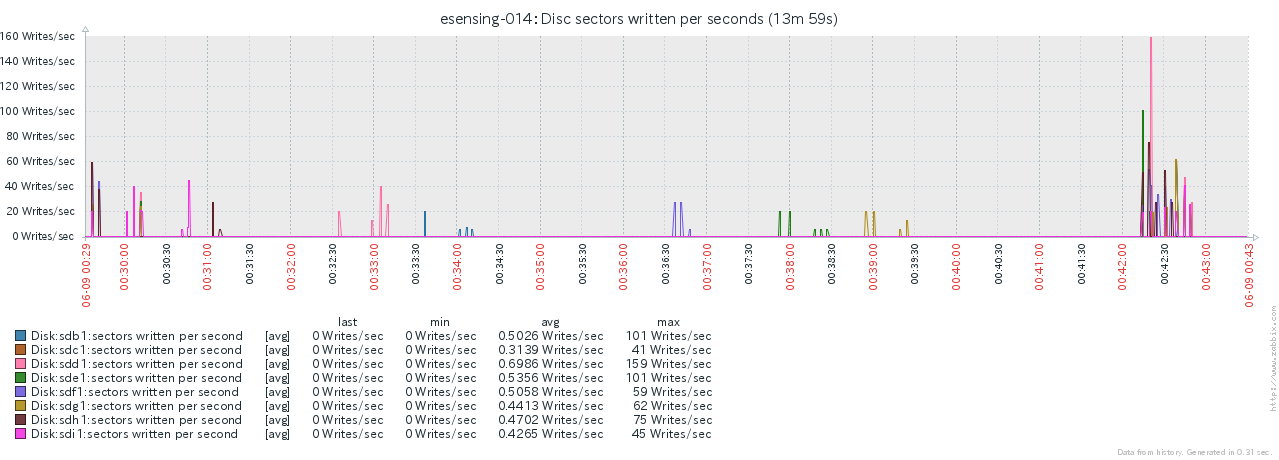 esensing-014: Disc sectors written per seconds (13m 59s)
160 Writes/sec
140 Writes/sec
120 Writes/sec
100 Writes/sec
80 Writes/sec
60 Writes/sec
40 Writes/sec
20 Writes/sec
0 Writes/sec
06-09 00:29
00:30:00
00:30:30
00:31:00
00:31:30
00:32:00
00:32:30
00:33:00
00:33:30
00:34:00
00:34:30
00:35:00
00:35:30
00:36:00
00:36:30
00:37:00
00:37:30
00:38:00
00:38:30
00:39:00
00:39:30
00:40:00
00:40:30
00:41:00
00:41:30
00:42:00
00:42:30
00:43:00
06-09 00:43
last min avg max
Disk:sdb1:sectors written per second [avg] 0 Writes/sec 0 Writes/sec 0.5026 Writes/sec 101 Writes/sec
Disk:sdc1:sectors written per second [avg] 0 Writes/sec 0 Writes/sec 0.3139 Writes/sec 41 Writes/sec
Disk:sdd1:sectors written per second [avg] 0 Writes/sec 0 Writes/sec 0.6986 Writes/sec 159 Writes/sec
Disk:sde1:sectors written per second [avg] 0 Writes/sec 0 Writes/sec 0.5356 Writes/sec 101 Writes/sec
Disk:sdf1:sectors written per second [avg] 0 Writes/sec 0 Writes/sec 0.5058 Writes/sec 59 Writes/sec
Disk:sdg1:sectors written per second [avg] 0 Writes/sec 0 Writes/sec 0.4413 Writes/sec 62 Writes/sec
Disk:sdh1:sectors written per second [avg] 0 Writes/sec 0 Writes/sec 0.4702 Writes/sec 75 Writes/sec
Disk:sdi1:sectors written per second [avg] 0 Writes/sec 0 Writes/sec 0.4265 Writes/sec 45 Writes/sec
http://www.zabbix.com
Data from history. Generated in 0.31 sec.